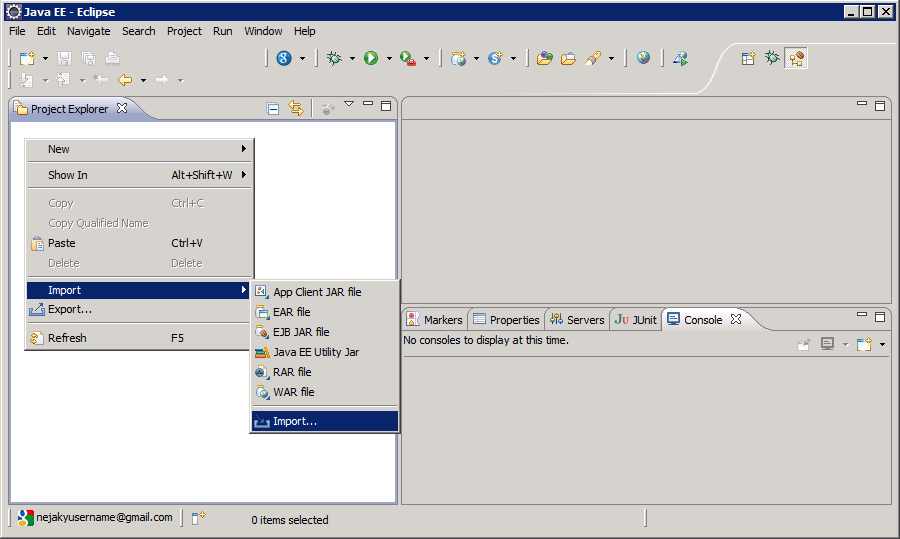 Java EE - Eclipse
File Edit Navigate Search Project Run Window Help
Project Explorer
New
Show In Alt+Shift+W
Copy Ctrl+C
Copy Qualified Name
Paste Ctrl+V
Delete Delete
Import
Export...
Refresh F5
App Client JAR file
EAR file
EJB JAR file
Java EE Utility Jar
RAR file
WAR file
Import...
Markers Properties Servers JUnit Console
No consoles to display at this time.
nejakyusername@gmail.com 0 items selected